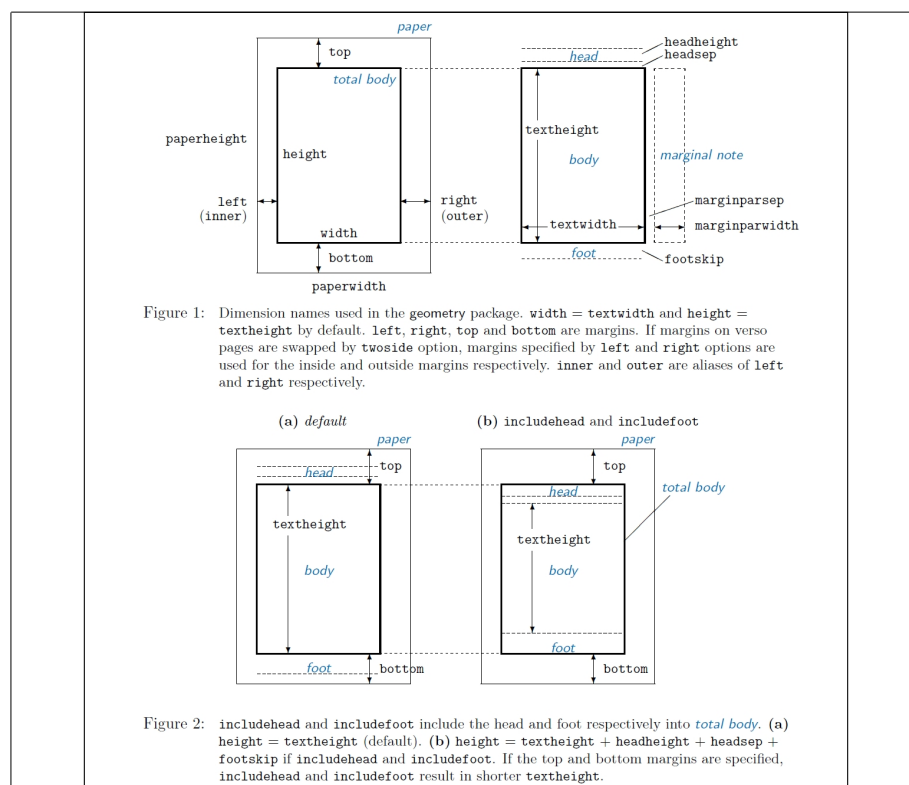 paper
top
total body
paperheight
height
left
(inner)
right
(outer)
width
bottom
paperwidth
headheight
head
headsep
textheight
body
marginal note
marginparsep
textwidth
marginparwidth
foot
footskip
Figure 1: Dimension names used in the geometry package. width = textwidth and height =
textheight by default. left, right, top and bottom are margins. If margins on verso
pages are swapped by twoside option, margins specified by left and right options are
used for the inside and outside margins respectively. inner and outer are aliases of left
and right respectively.
(a) default
paper
top
head
textheight
body
foot
bottom
(b) includehead and includefoot
paper
top
head
total body
textheight
body
foot
bottom
Figure 2: includehead and includefoot include the head and foot respectively into total body. (a)
height = textheight (default). (b) height = textheight + headheight + headsep +
footskip if includehead and includefoot. If the top and bottom margins are specified,
includehead and includefoot result in shorter textheight.